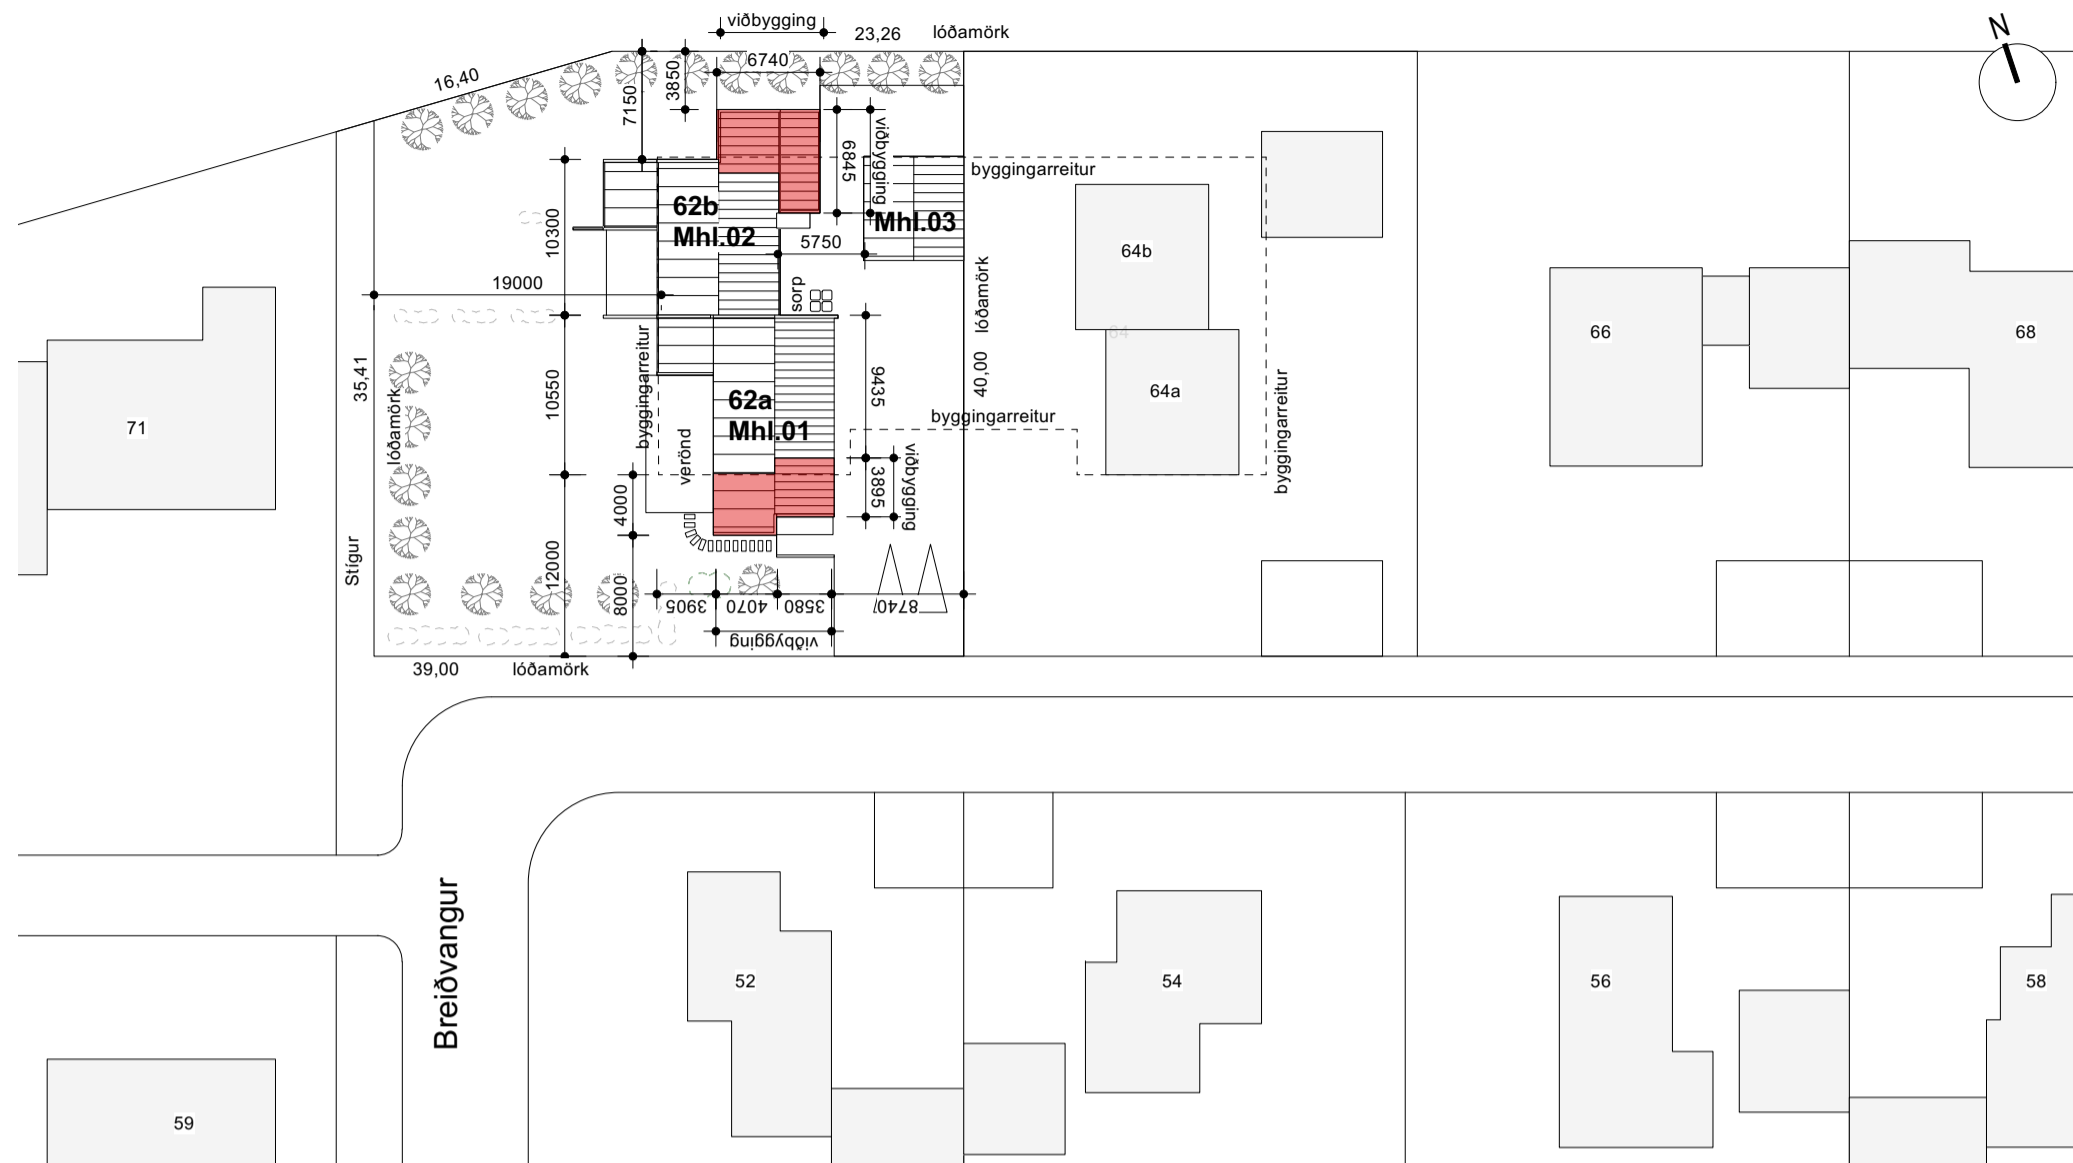 viðbygging
23,26 lóðamörk
N
16,40
7150
3850
6740
6845
viðbygging
byggingarreitur
62b
Mhl.02
Mhl.03
10300
5750
64b
19000
sorp
40,00 lóðamörk
64
66
68
35,41
lóðamörk
71
10550
byggingarreitur
verönd
62a
Mhl.01
9435
byggingarreitur
64a
byggingarreitur
3895
viðbygging
4000
Stígur
12000
8000
3905
4070
3580
8740
viðbygging
39,00 lóðamörk
Breiðvangur
52
54
56
58
59